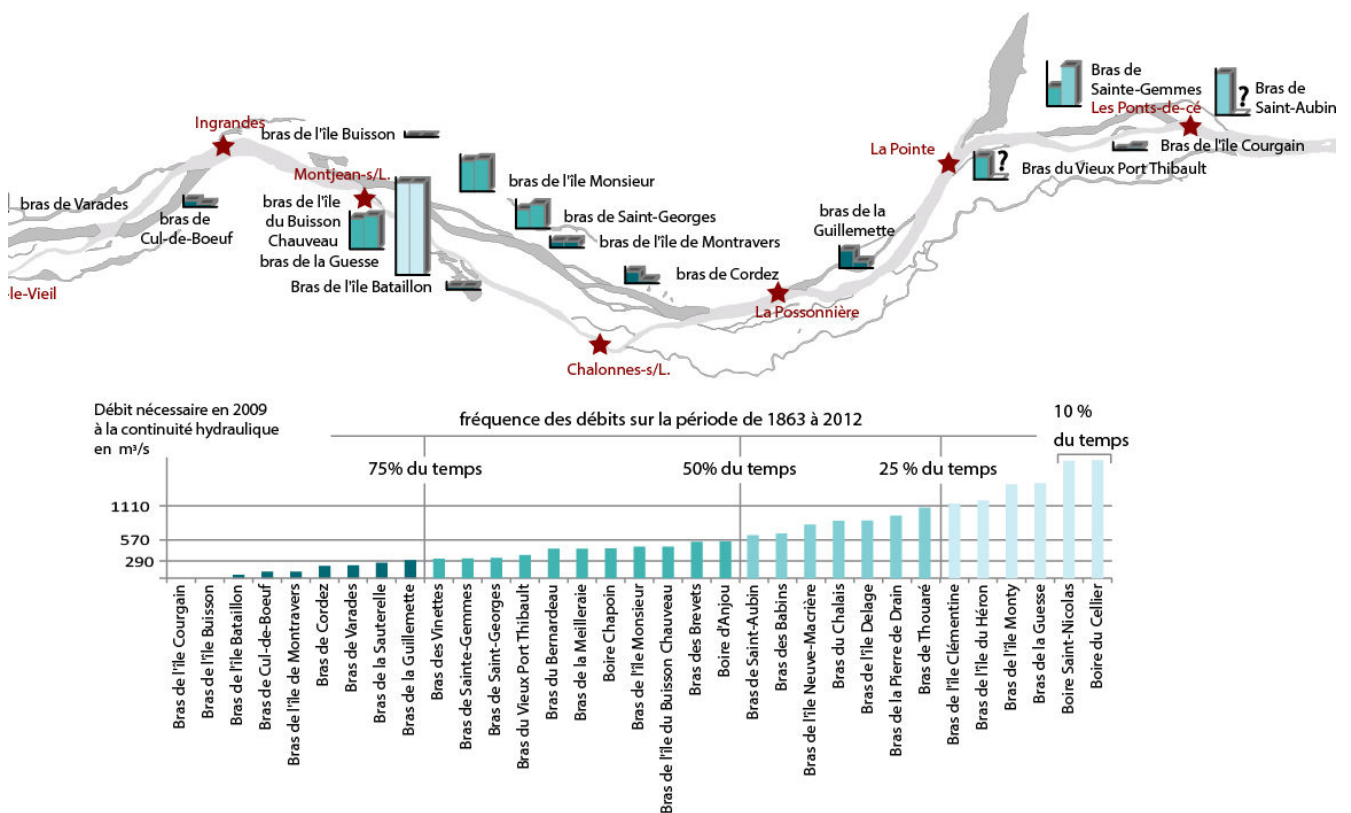 Bras de
Sainte-Gemmes
Les Ponts-de-cé
?
Bras de
Saint-Aubin
Ingrandes
bras de l'île Buisson
La Pointe
?
Bras de l'île Courgain
Bras du Vieux Port Thibault
Montjean-s/L.
bras de l'île Monsieur
bras de Varades
bras de
Cul-de-Boeuf
bras de l'île
du Buisson
Chauveau
bras de la Guesse
Bras de l'île Bataillon
bras de Saint-Georges
bras de l'île de Montravers
bras de la
Guillemette
bras de Cordez
-le-Vieil
La Possonnière
Chalonnes-s/L.
Débit nécessaire en 2009
à la continuité hydraulique
en m³/s
fréquence des débits sur la période de 1863 à 2012
10 %
du temps
75% du temps
50% du temps
25 % du temps
1110
570
290
Bras de l'île Courgain
Bras de l'île Buisson
Bras de l'île Bataillon
Bras de Cul-de-Boeuf
Bras de l'île de Montravers
Bras de Cordez
Bras de Varades
Bras de la Sauterelle
Bras de la Guillemette
Bras des Vinettes
Bras de Sainte-Gemmes
Bras de Saint-Georges
Bras du Vieux Port Thibault
Bras du Bernardeau
Bras de la Meilleraie
Boire Chapoin
Bras de l'île Monsieur
Bras de l'île du Buisson Chauveau
Bras des Brevets
Boire d'Anjou
Bras de Saint-Aubin
Bras des Babins
Bras de l'île Neuve-Macrière
Bras du Chalais
Bras de l'île Delage
Bras de la Pierre de Drain
Bras de Thouaré
Bras de l'île Clémentine
Bras de l'île du Héron
Bras de l'île Monty
Bras de la Guesse
Boire Saint-Nicolas
Boire du Cellier